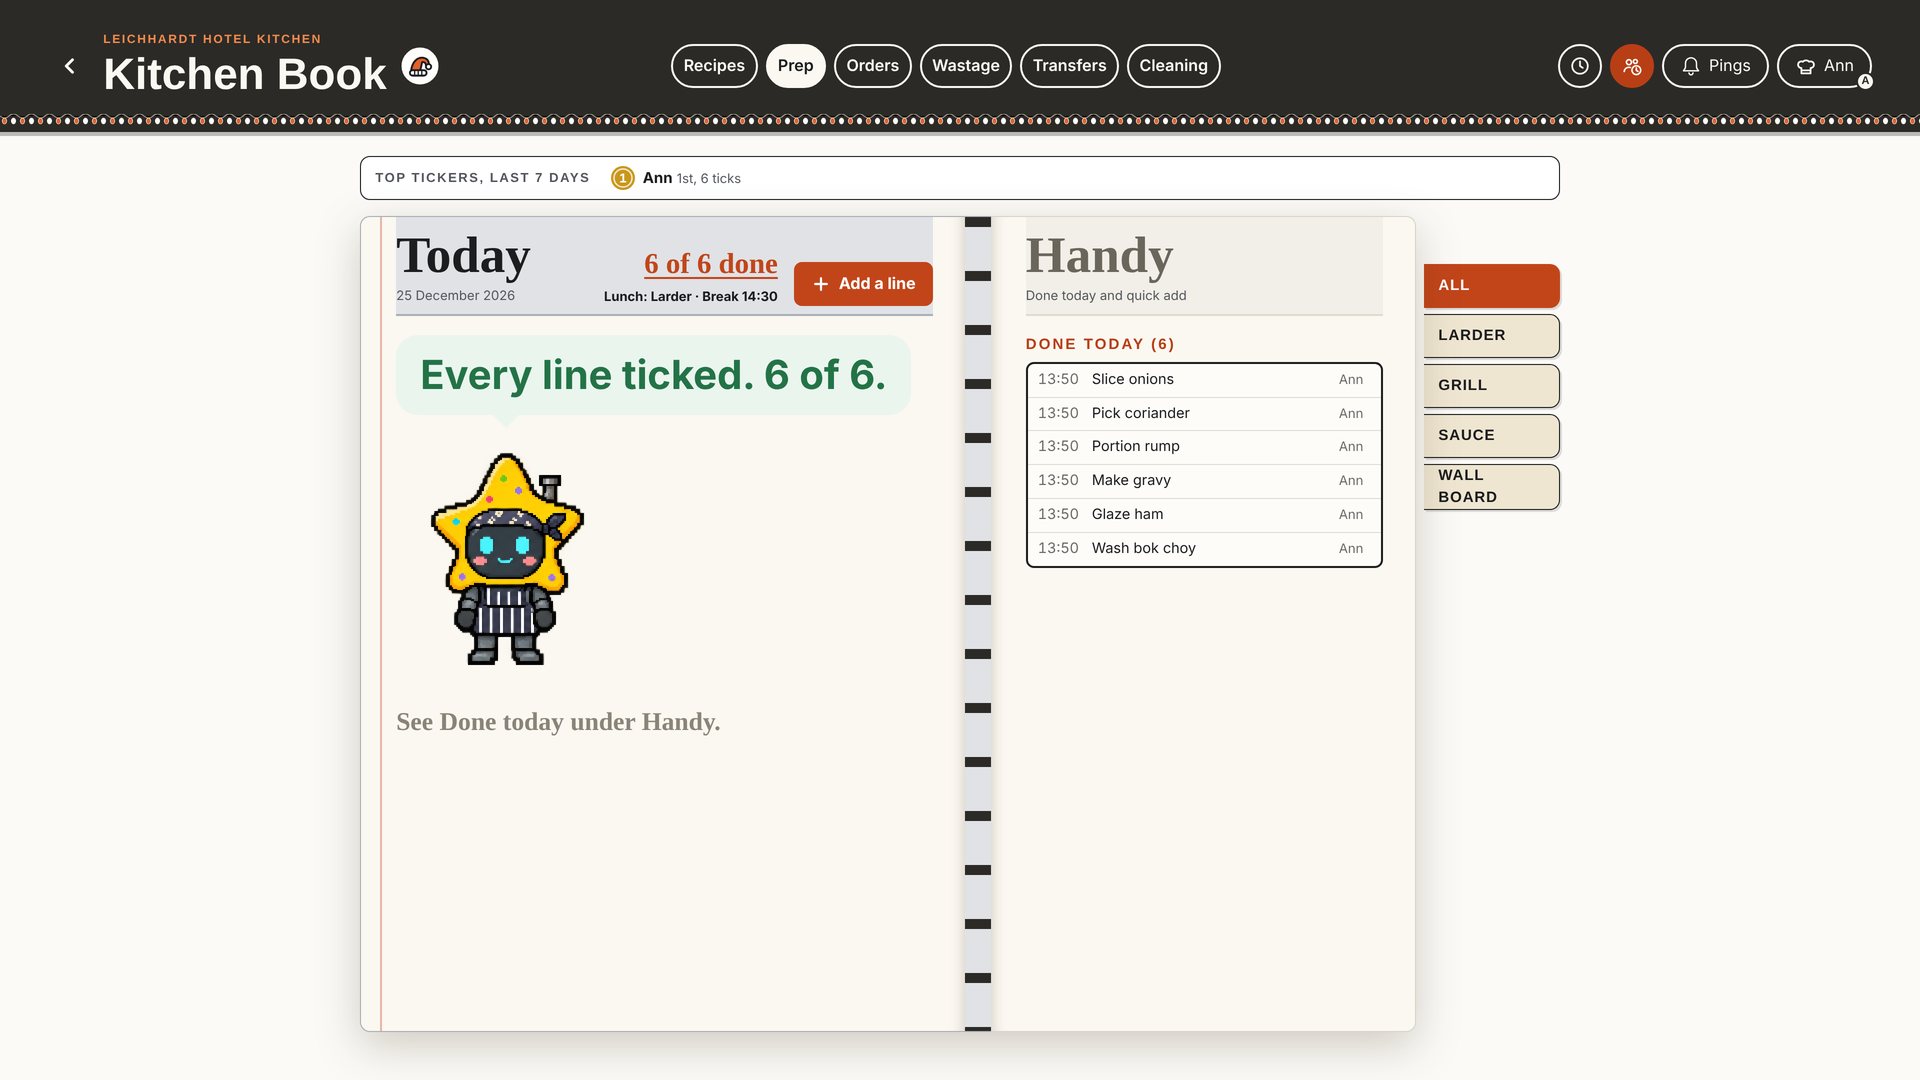 LEICHHARDT HOTEL KITCHEN
Kitchen Book
Recipes
Prep
Orders
Wastage
Transfers
Cleaning
Pings
Ann
A
TOP TICKERS, LAST 7 DAYS
1
Ann 1st, 6 ticks
Today
25 December 2026
6 of 6 done
Lunch: Larder · Break 14:30
+ Add a line
Every line ticked. 6 of 6.
See Done today under Handy.
Handy
Done today and quick add
DONE TODAY (6)
13:50 Slice onions Ann
13:50 Pick coriander Ann
13:50 Portion rump Ann
13:50 Make gravy Ann
13:50 Glaze ham Ann
13:50 Wash bok choy Ann
ALL
LARDER
GRILL
SAUCE
WALL
BOARD